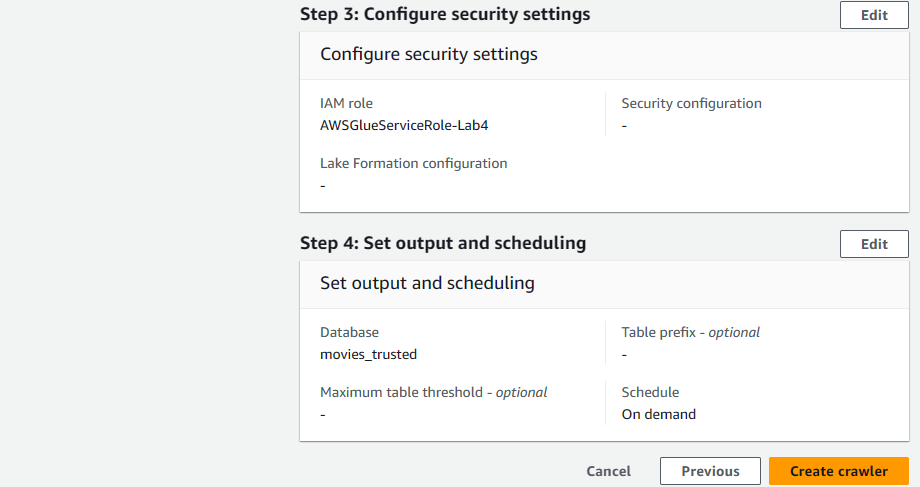 Step 3: Configure security settings
Edit
Configure security settings
IAM role
Security configuration
AWSGlueServiceRole-Lab4
-
Lake Formation configuration
-
Step 4: Set output and scheduling
Edit
Set output and scheduling
Database
Table prefix - optional
movies_trusted
-
Maximum table threshold - optional
Schedule
-
On demand
Cancel
Previous
Create crawler